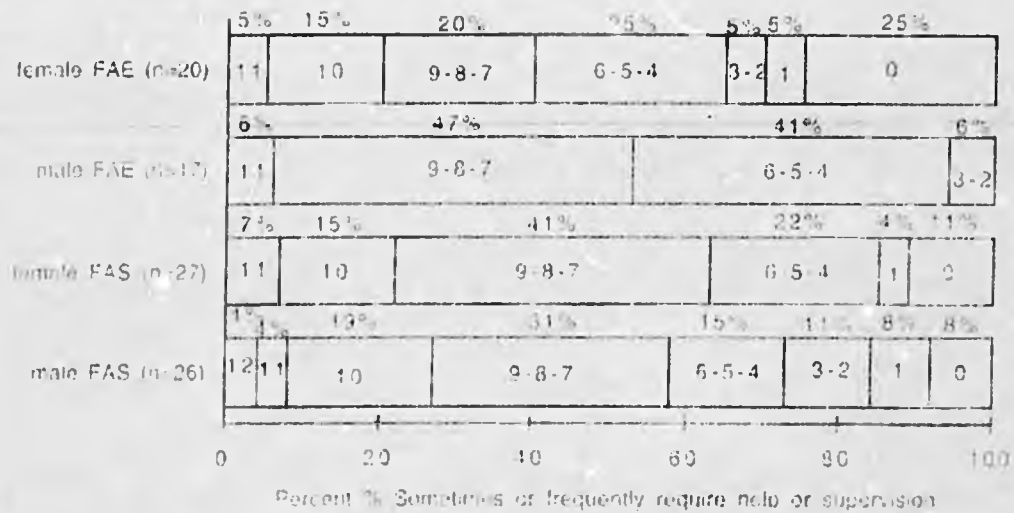 5% 15% 20% 25% 5% 5% 25%
female FAE (n=20) 11 10 9-8-7 6-5-4 3-2 1 0
6% 47% 41% 6%
male FAE (n=17) 11 9-8-7 6-5-4 3-2
7% 15% 41% 22% 4% 11%
female FAS (n=27) 11 10 9-8-7 6-5-4 1 0
19% 31% 15% 11% 8% 8%
male FAS (n=26) 12 11 10 9-8-7 6-5-4 3-2 1 0
0 20 40 60 80 100
Percent % Sometimes or frequently require help or supervision